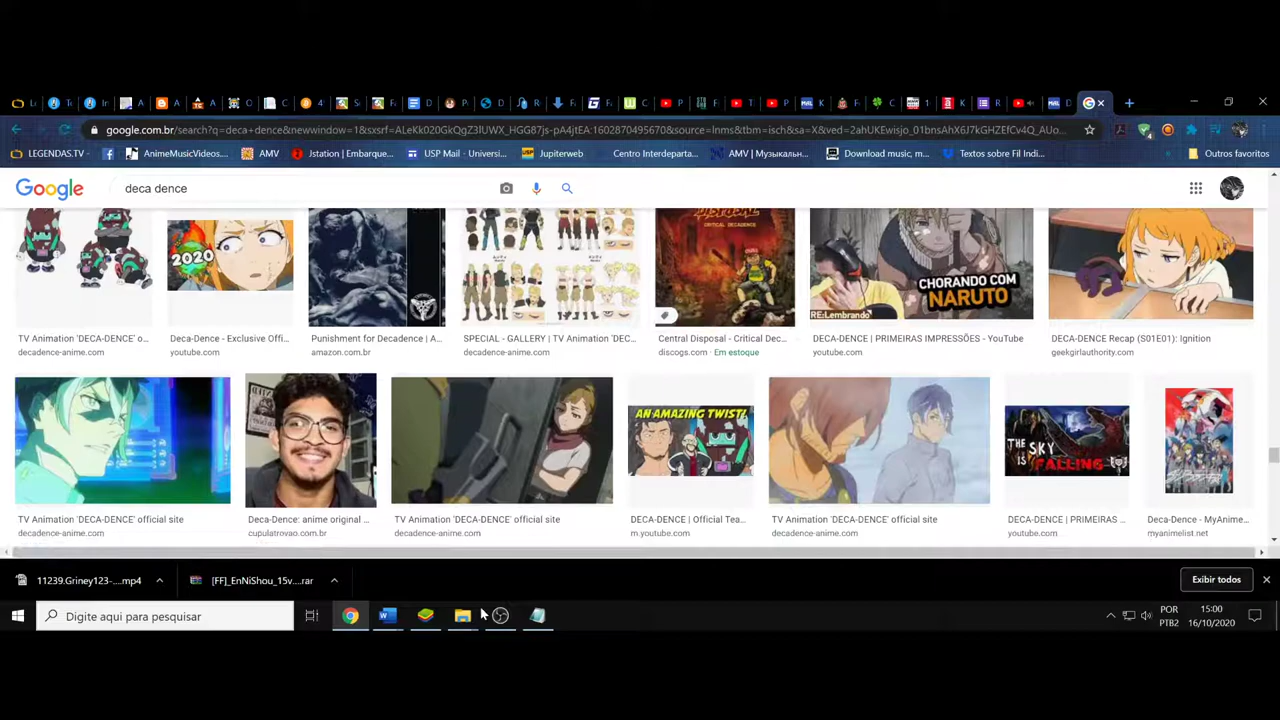 google.com.br/search?q=deca+dence&newwindow=1&sxsrf=ALeKk020GkQgZ3lUWX_HGG87js-pA4jtEA:1602870495670&source=lnms&tbm=isch&sa=X&ved=2ahUKEwisjo_01bnsAhX6J7kGHZEfCv4Q_AUo...
LEGENDAS.TV
AnimeMusicVideos...
AMV
Jstation | Embarque...
USP Mail - Universi...
Jupiterweb
Centro Interdeparta...
AMV | Музыкальн...
Download music, m...
Textos sobre Fil Indi...
Outros favoritos
Google
deca dence
2020
CRITICAL DECADENCE
CHORANDO COM
NARUTO
RE:Lembrando
TV Animation 'DECA-DENCE' o...
decadence-anime.com
Deca-Dence - Exclusive Offi...
youtube.com
Punishment for Decadence | A...
amazon.com.br
SPECIAL - GALLERY | TV Animation 'DEC...
decadence-anime.com
Central Disposal - Critical Dec...
discogs.com · Em estoque
DECA-DENCE | PRIMEIRAS IMPRESSÕES - YouTube
youtube.com
DECA-DENCE Recap (S01E01): Ignition
geekgirlauthority.com
AN AMAZING TWIST!
THE
SKY
IS FALLING
TV Animation 'DECA-DENCE' official site
decadence-anime.com
Deca-Dence: anime original ...
cupulatrovao.com.br
TV Animation 'DECA-DENCE' official site
decadence-anime.com
DECA-DENCE | Official Tea...
m.youtube.com
TV Animation 'DECA-DENCE' official site
decadence-anime.com
DECA-DENCE | PRIMEIRAS ...
youtube.com
Deca-Dence - MyAnime...
myanimelist.net
11239.Griney123-....mp4
[FF]_EnNiShou_15v....rar
Exibir todos
Digite aqui para pesquisar
POR
PTB2
15:00
16/10/2020